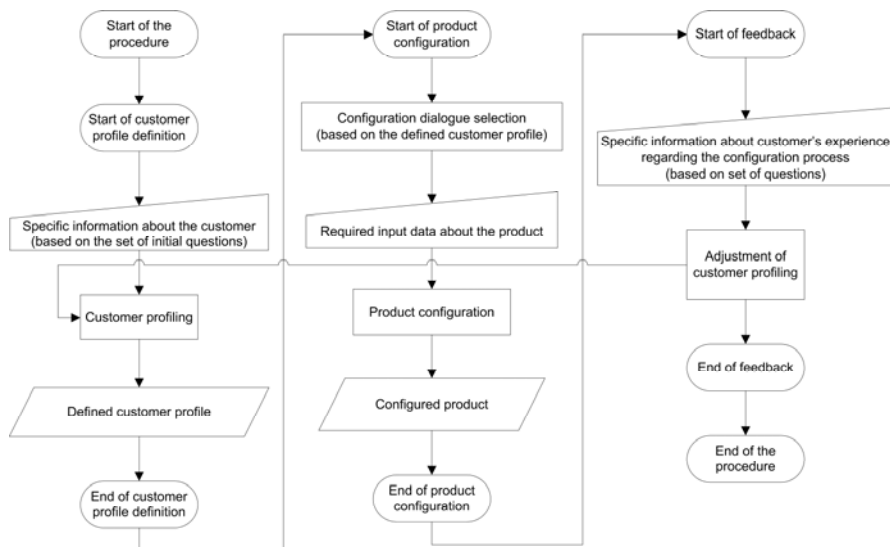 Start of the
procedure
Start of customer
profile definition
Specific information about the customer
(based on the set of initial questions)
Customer profiling
Defined customer profile
End of customer
profile definition
Start of product
configuration
Configuration dialogue selection
(based on the defined customer profile)
Required input data about the product
Product configuration
Configured product
End of product
configuration
Start of feedback
Specific information about customer's experience
regarding the configuration process
(based on set of questions)
Adjustment of
customer profiling
End of feedback
End of the
procedure